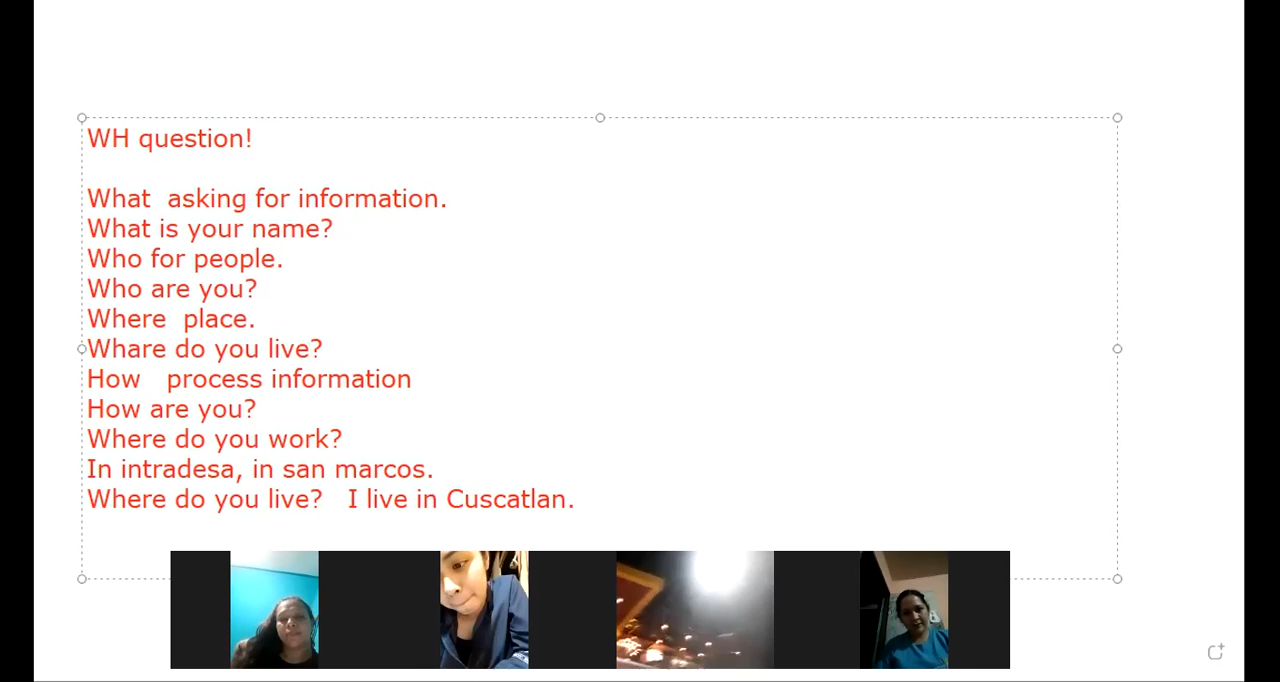 WH question!
What asking for information.
What is your name?
Who for people.
Who are you?
Where place.
Whare do you live?
How process information
How are you?
Where do you work?
In intradesa, in san marcos.
Where do you live? I live in Cuscatlan.